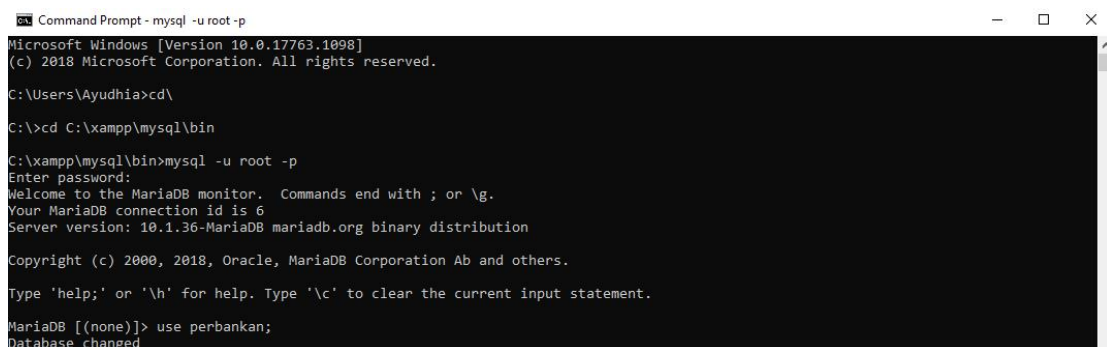 Command Prompt - mysql -u root -p
Microsoft Windows [Version 10.0.17763.1098]
(c) 2018 Microsoft Corporation. All rights reserved.
C:\Users\Ayudhia>cd\
C:\>cd C:\xampp\mysql\bin
C:\xampp\mysql\bin>mysql -u root -p
Enter password:
Welcome to the MariaDB monitor.  Commands end with ; or \g.
Your MariaDB connection id is 6
Server version: 10.1.36-MariaDB mariadb.org binary distribution
Copyright (c) 2000, 2018, Oracle, MariaDB Corporation Ab and others.
Type 'help;' or '\h' for help. Type '\c' to clear the current input statement.
MariaDB [(none)]> use perbankan;
Database changed